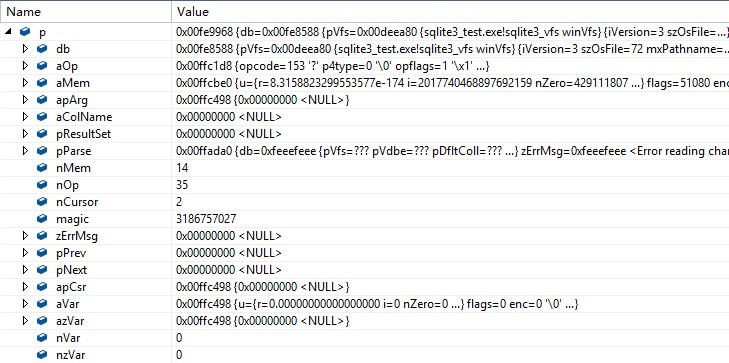 Name Value
p 0x00fe9968 {db=0x00fe8588 {pVfs=0x00deea80 {sqlite3_test.exe!sqlite3_vfs winVfs} {iVersion=3 szOsFile=...}
db 0x00fe8588 {pVfs=0x00deea80 {sqlite3_test.exe!sqlite3_vfs winVfs} {iVersion=3 szOsFile=72 mxPathname=...
aOp 0x00ffc1d8 {opcode=153 '?' p4type=0 '\0' opflags=1 '\x1' ...}
aMem 0x00ffcbe0 {u={r=8.3158823299553577e-174 i=2017740468897692159 nZero=429111807 ...} flags=51080 enc
apArg 0x00ffc498 {0x00000000 <NULL>}
aColName 0x00000000 <NULL>
pResultSet 0x00000000 <NULL>
pParse 0x00ffada0 {db=0xfeeefeee {pVfs=??? pVdbe=??? pDfltColl=??? ...} zErrMsg=0xfeeefeee <Error reading char
nMem 14
nOp 35
nCursor 2
magic 3186757027
zErrMsg 0x00000000 <NULL>
pPrev 0x00000000 <NULL>
pNext 0x00000000 <NULL>
apCsr 0x00ffc498 {0x00000000 <NULL>}
aVar 0x00ffc498 {u={r=0.00000000000000000 i=0 nZero=0 ...} flags=0 enc=0 '\0' ...}
azVar 0x00ffc498 {0x00000000 <NULL>}
nVar 0
nzVar 0